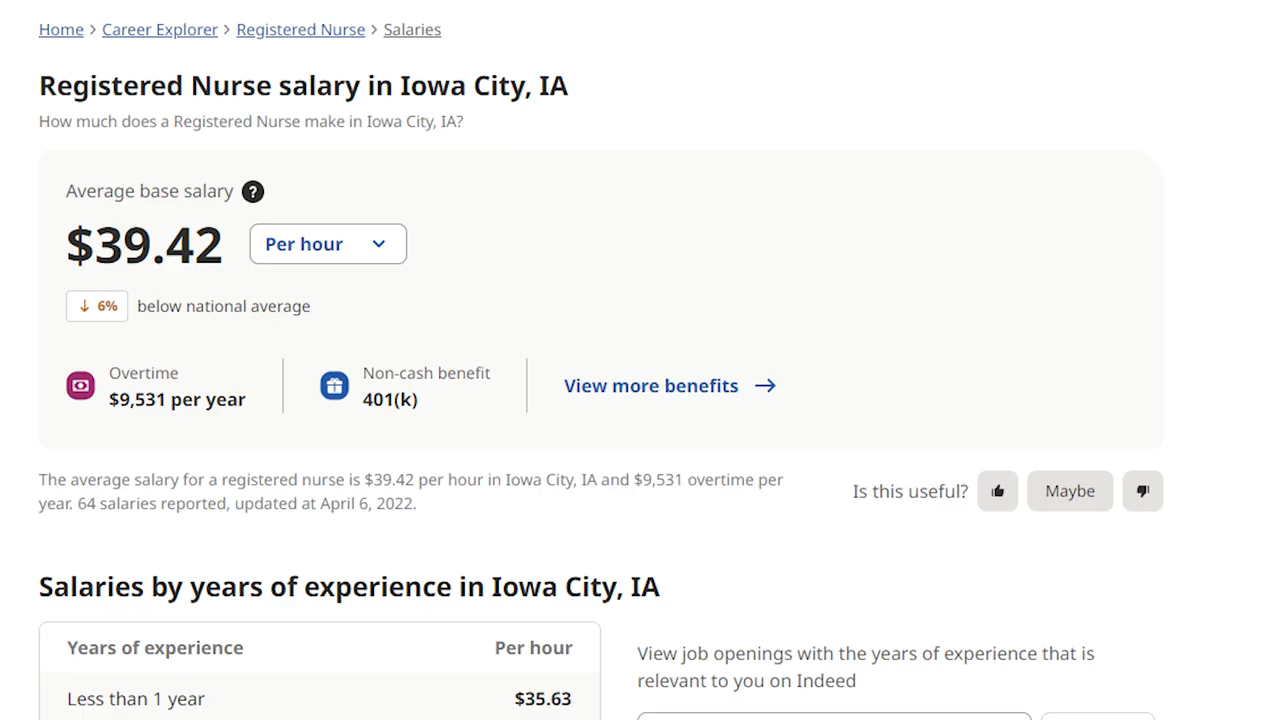 Home > Career Explorer > Registered Nurse > Salaries
Registered Nurse salary in Iowa City, IA
How much does a Registered Nurse make in Iowa City, IA?
Average base salary ?
$39.42 Per hour
↓ 6% below national average
Overtime
$9,531 per year
Non-cash benefit
401(k)
View more benefits →
The average salary for a registered nurse is $39.42 per hour in Iowa City, IA and $9,531 overtime per
year. 64 salaries reported, updated at April 6, 2022.
Is this useful? Maybe
Salaries by years of experience in Iowa City, IA
Years of experience Per hour
Less than 1 year $35.63
View job openings with the years of experience that is
relevant to you on Indeed